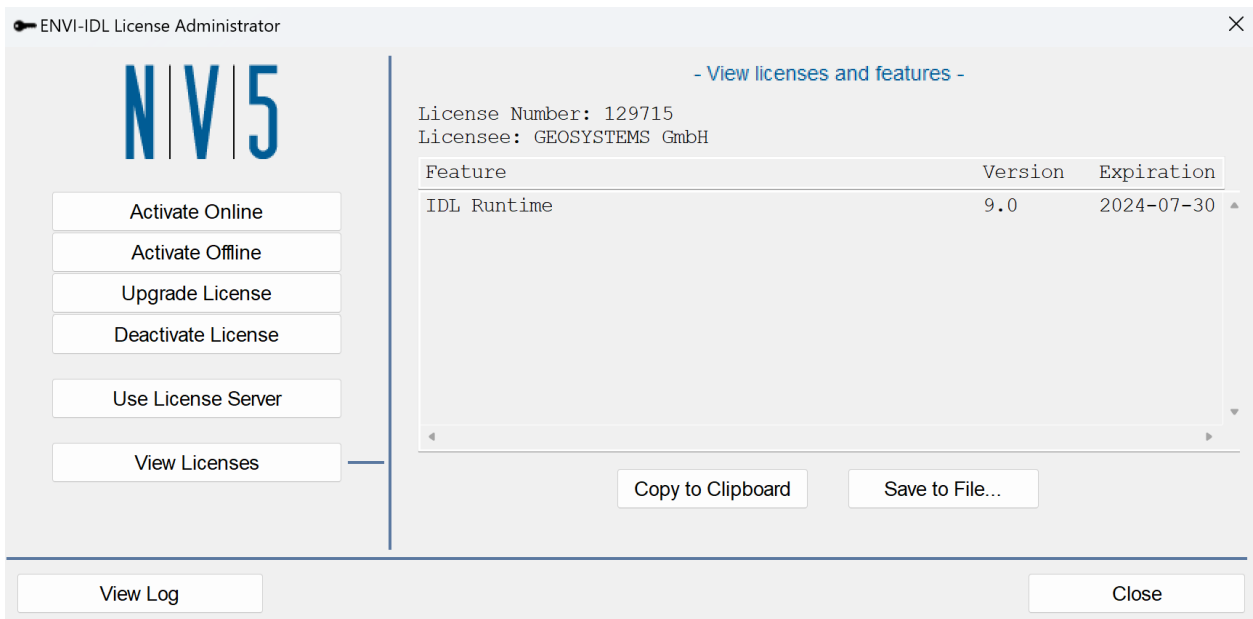 ENVI-IDL License Administrator
N|V|5
- View licenses and features -
License Number: 129715
Licensee: GEOSYSTEMS GmbH
Feature Version Expiration
IDL Runtime 9.0 2024-07-30
Activate Online
Activate Offline
Upgrade License
Deactivate License
Use License Server
View Licenses
Copy to Clipboard Save to File...
View Log Close